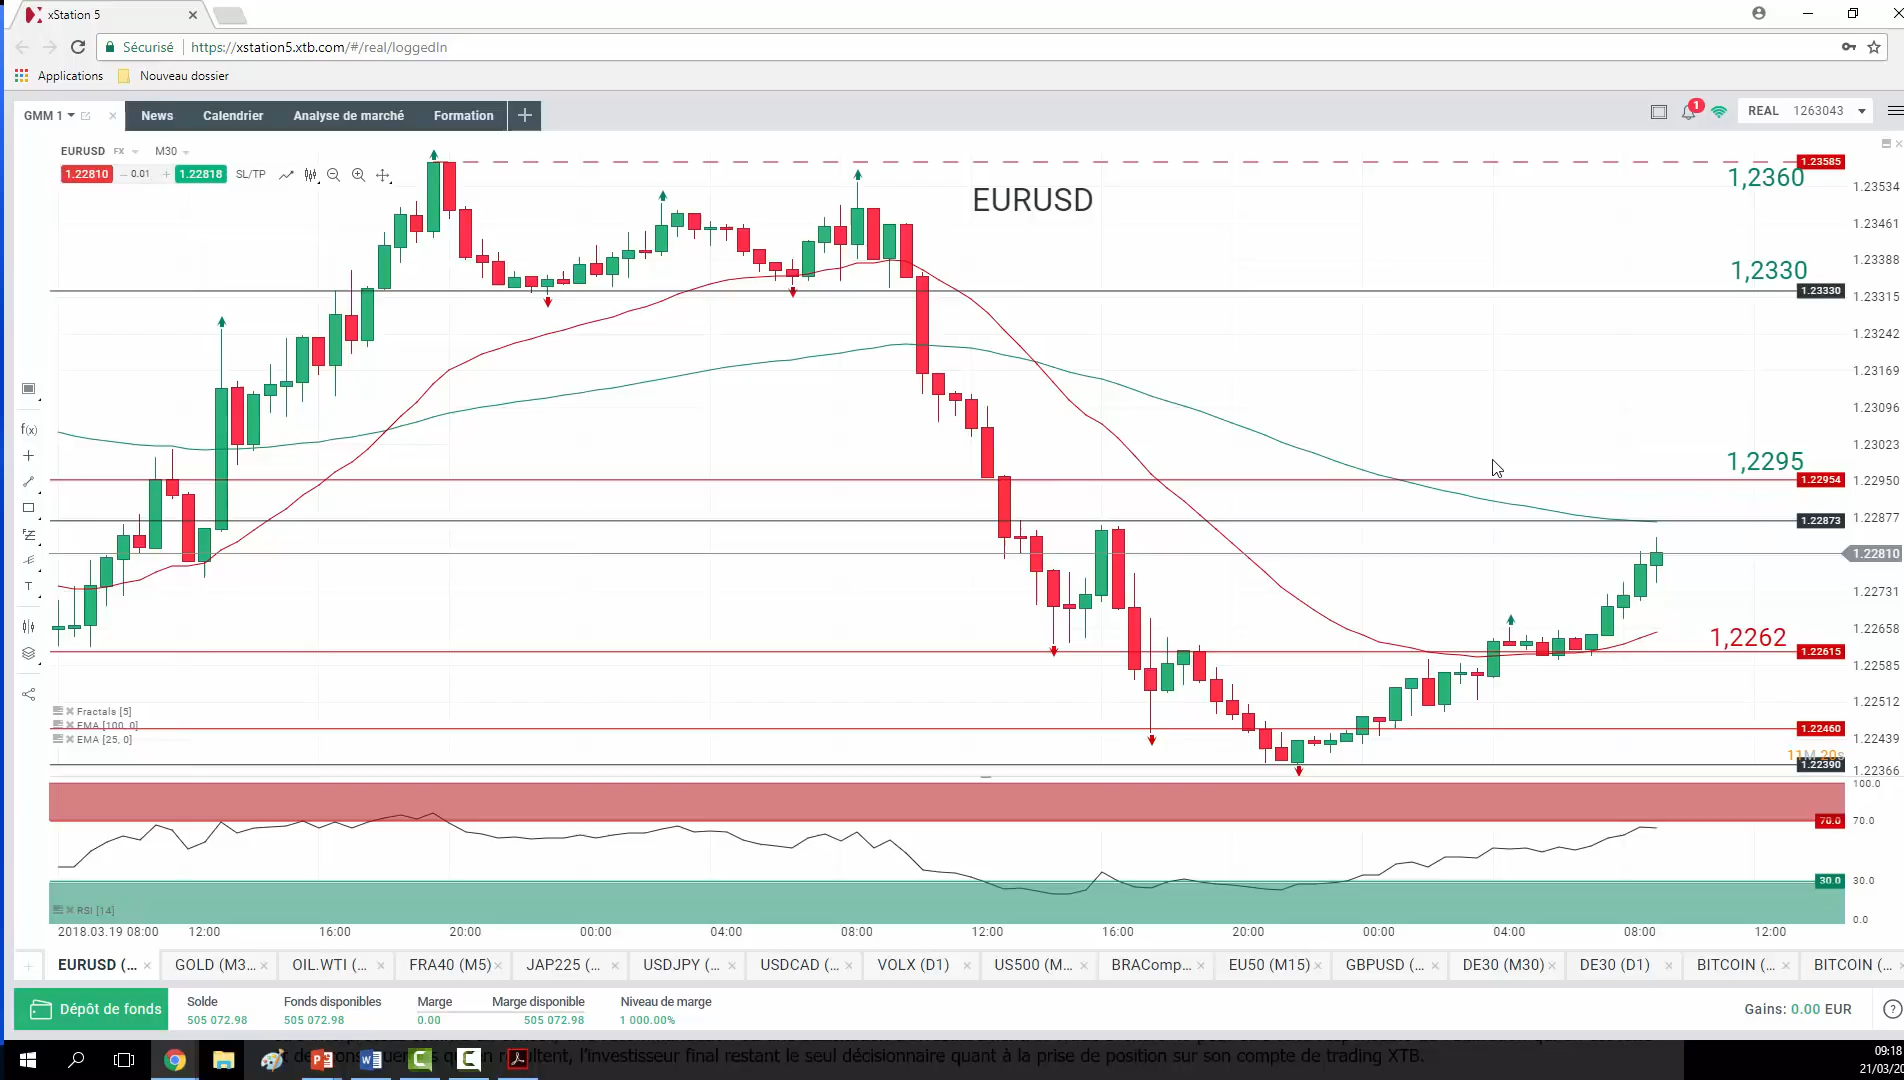 xStation 5
Sécurisé
https://xstation5.xtb.com/#/real/loggedIn
Applications
Nouveau dossier
GMM 1
News
Calendrier
Analyse de marché
Formation
1
REAL 1263043
EURUSD FX M30
1.22810
0.01
1.22818
SL/TP
EURUSD
1.23585
1,2360
1.23534
1.23461
1.23388
1,2330
1.23330
1.23315
1.23242
1.23169
1.23096
1.23023
1,2295
1.22954
1.22950
1.22877
1.22873
1.22810
1.22731
1.22658
1,2262
1.22615
1.22585
1.22512
1.22460
1.22439
11M 20s
1.22390
1.22366
f(x)
T
Fractals [5]
EMA [100, 0]
EMA [25, 0]
100.0
70.0
70.0
30.0
30.0
0.0
RSI [14]
2018.03.19 08:00 12:00 16:00 20:00 00:00 04:00 08:00 12:00 16:00 20:00 00:00 04:00 08:00 12:00
EURUSD (...
GOLD (M3...
OIL.WTI (...
FRA40 (M5)
JAP225 (...
USDJPY (...
USDCAD (...
VOLX (D1)
US500 (M...
BRAComp...
EU50 (M15)
GBPUSD (...
DE30 (M30)
DE30 (D1)
BITCOIN (...
BITCOIN (...
Dépôt de fonds
Solde
505 072.98
Fonds disponibles
505 072.98
Marge
0.00
Marge disponible
505 072.98
Niveau de marge
1 000.00%
Gains: 0.00 EUR
l'investisseur final restant le seul décisionnaire quant à la prise de position sur son compte de trading XTB.
09:18
21/03/20